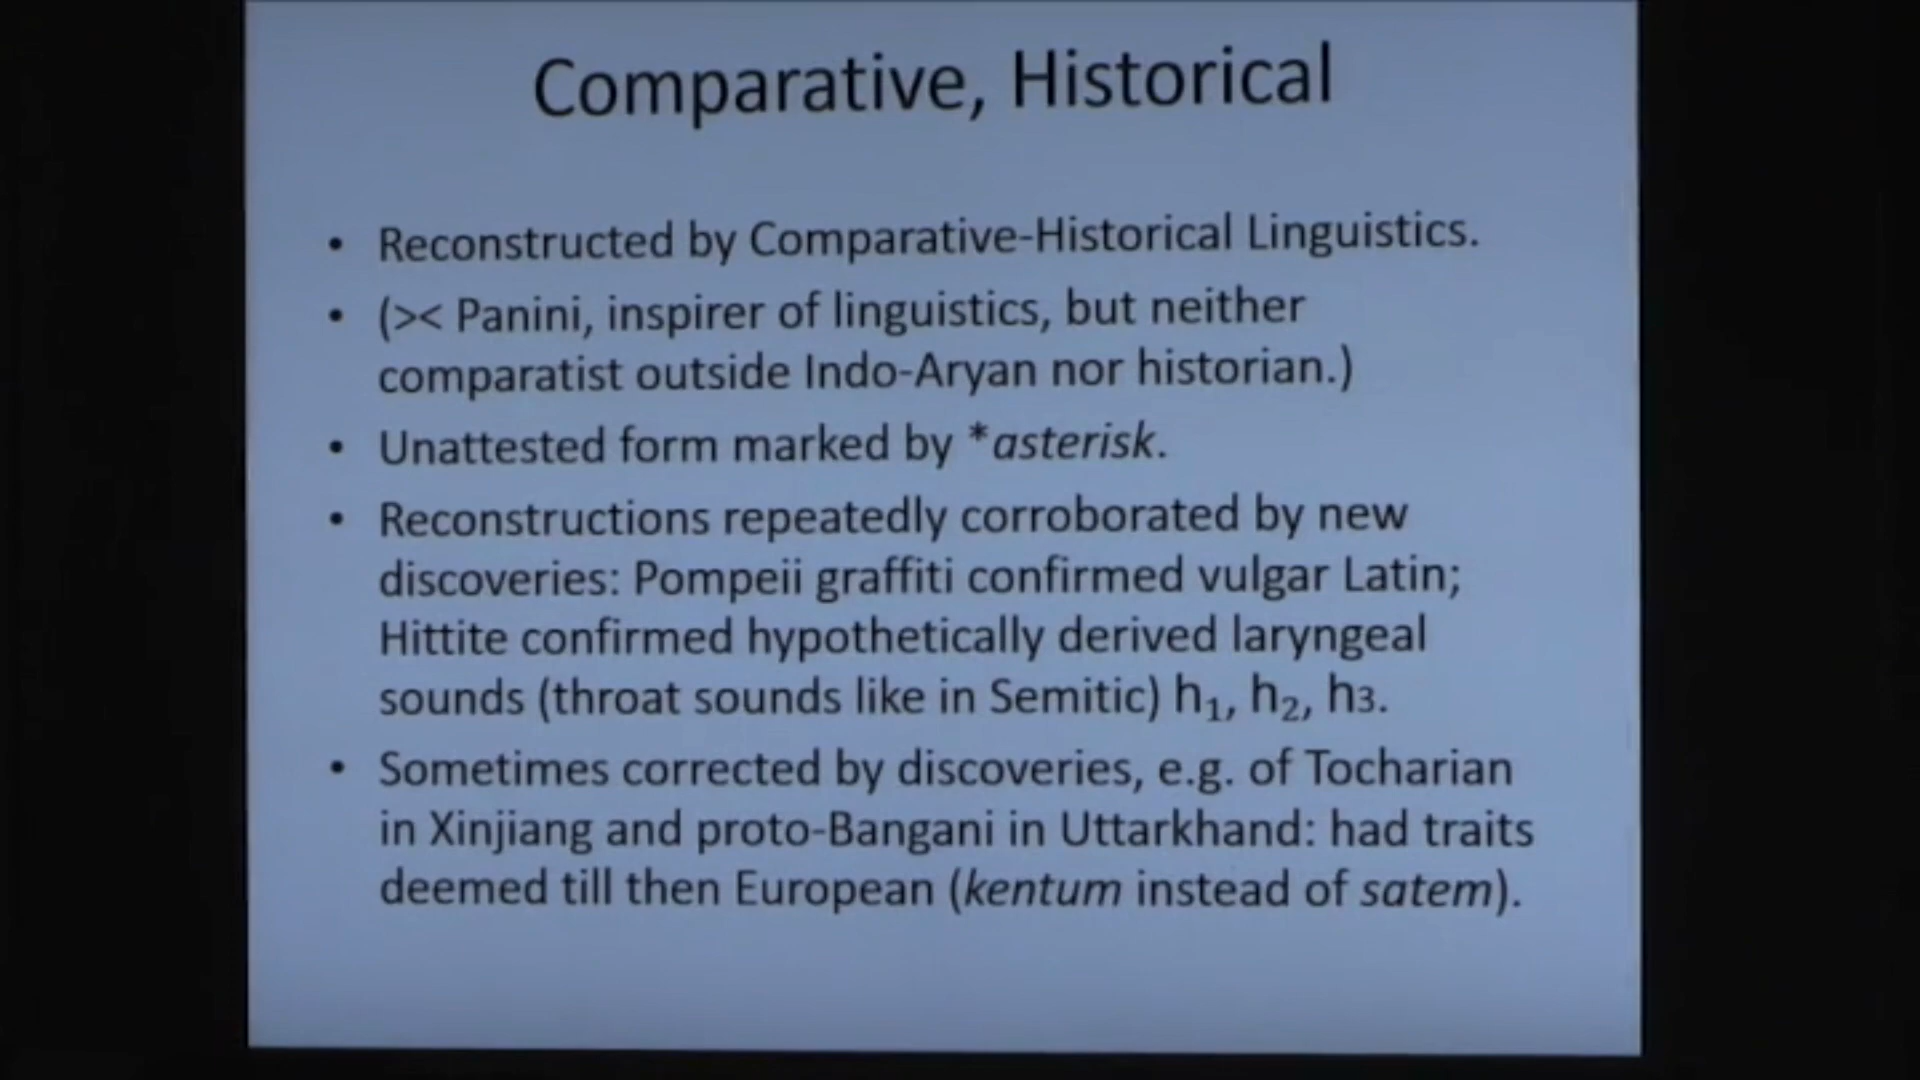 Comparative, Historical
• Reconstructed by Comparative-Historical Linguistics.
• (>< Panini, inspirer of linguistics, but neither
comparatist outside Indo-Aryan nor historian.)
• Unattested form marked by *asterisk.
• Reconstructions repeatedly corroborated by new
discoveries: Pompeii graffiti confirmed vulgar Latin;
Hittite confirmed hypothetically derived laryngeal
sounds (throat sounds like in Semitic) h₁, h₂, h3.
• Sometimes corrected by discoveries, e.g. of Tocharian
in Xinjiang and proto-Bangani in Uttarkhand: had traits
deemed till then European (kentum instead of satem).